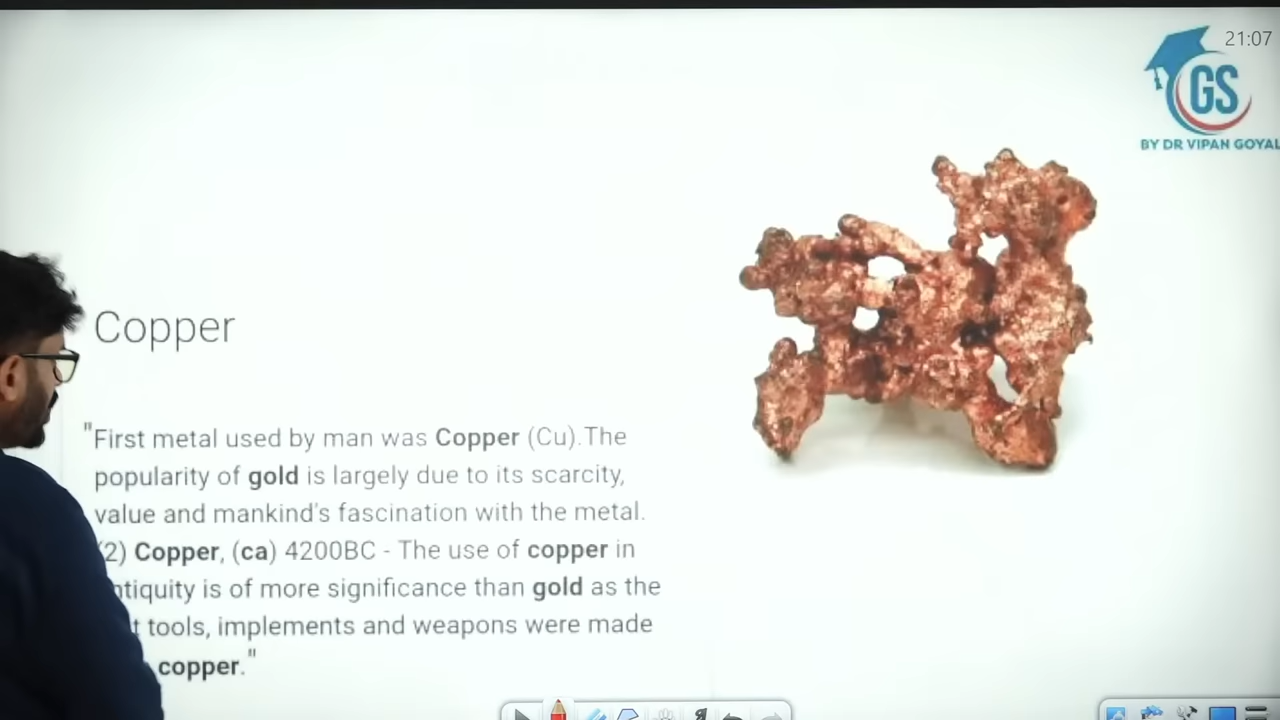 21:07
GS
BY DR VIPAN GOYAL
Copper
"First metal used by man was Copper (Cu).The
popularity of gold is largely due to its scarcity,
value and mankind's fascination with the metal.
2) Copper, (ca) 4200BC - The use of copper in
ntiquity is of more significance than gold as the
t tools, implements and weapons were made
copper."